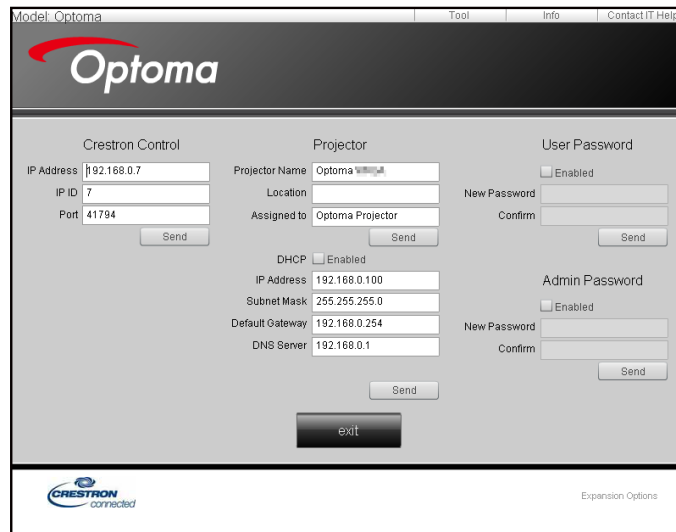 Model: Optoma
Tool
Info
Contact IT Help
Optoma
Crestron Control
IP Address 192.168.0.7
IP ID 7
Port 41794
Send
Projector
Projector Name Optoma
Location
Assigned to Optoma Projector
Send
DHCP Enabled
IP Address 192.168.0.100
Subnet Mask 255.255.255.0
Default Gateway 192.168.0.254
DNS Server 192.168.0.1
Send
exit
User Password
Enabled
New Password
Confirm
Send
Admin Password
Enabled
New Password
Confirm
Send
CRESTRON
connected
Expansion Options